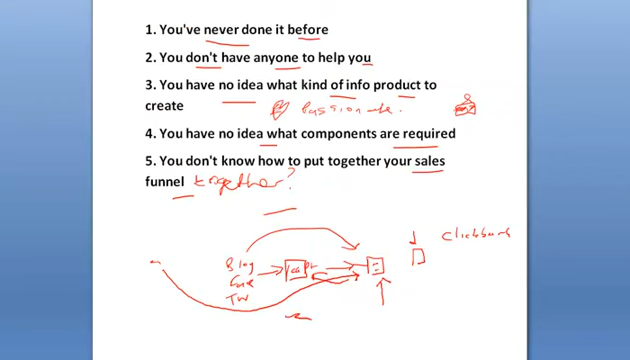 1. You've never done it before
2. You don't have anyone to help you
3. You have no idea what kind of info product to
create
4. You have no idea what components are required
5. You don't know how to put together your sales
funnel together?
Blog
TW